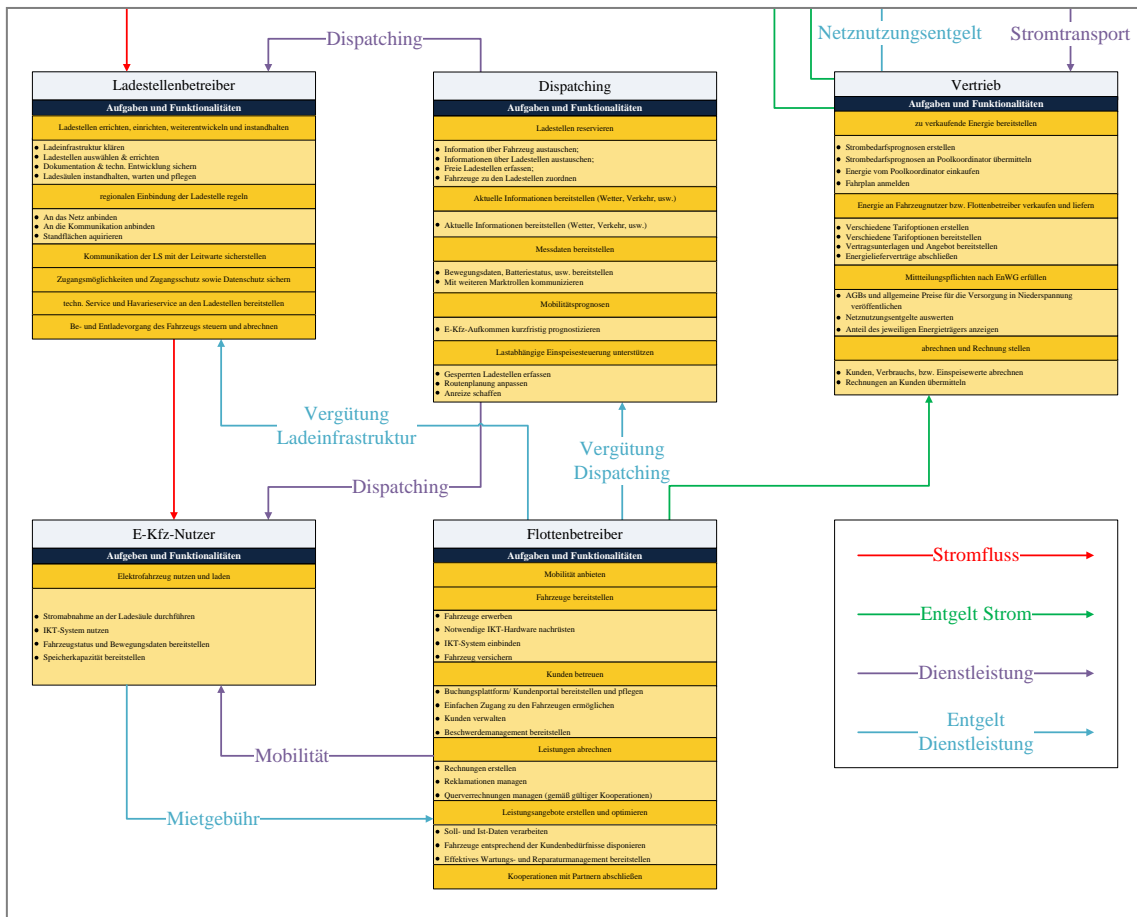 Netznutzungsentgelt
Stromtransport
Dispatching
Ladestellenbetreiber
Aufgaben und Funktionalitäten
Ladestellen errichten, einrichten, weiterentwickeln und instandhalten
● Ladeinfrastruktur klären
● Ladestellen auswählen & errichten
● Dokumentation & techn. Entwicklung sichern
● Ladesäulen instandhalten, warten und pflegen
regionalen Einbindung der Ladestelle regeln
● An das Netz anbinden
● An die Kommunikation anbinden
● Standflächen aquirieren
Kommunikation der LS mit der Leitwarte sicherstellen
Zugangsmöglichkeiten und Zugangsschutz sowie Datenschutz sichern
techn. Service und Havarieservice an den Ladestellen bereitstellen
Be- und Entladevorgang des Fahrzeugs steuern und abrechnen
Dispatching
Aufgaben und Funktionalitäten
Ladestellen reservieren
● Information über Fahrzeug austauschen;
● Informationen über Ladestellen austauschen;
● Freie Ladestellen erfassen;
● Fahrzeuge zu den Ladestellen zuordnen
Aktuelle Informationen bereitstellen (Wetter, Verkehr, usw.)
● Aktuelle Informationen bereitstellen (Wetter, Verkehr, usw.)
Messdaten bereitstellen
● Bewegungsdaten, Batteriestatus, usw. bereitstellen
● Mit weiteren Marktrollen kommunizieren
Mobilitätsprognosen
● E-Kfz-Aufkommen kurzfristig prognostizieren
Lastabhängige Einspeisesteuerung unterstützen
● Gesperrten Ladestellen erfassen
● Routenplanung anpassen
● Anreize schaffen
Vertrieb
Aufgaben und Funktionalitäten
zu verkaufende Energie bereitstellen
● Strombedarfsprognosen erstellen
● Strombedarfsprognosen an Poolkoordinator übermitteln
● Energie vom Poolkoordinator einkaufen
● Fahrplan anmelden
Energie an Fahrzeugnutzer bzw. Flottenbetreiber verkaufen und liefern
● Verschiedene Tarifoptionen erstellen
● Verschiedene Tarifoptionen bereitstellen
● Vertragsunterlagen und Angebot bereitstellen
● Energielieferverträge abschließen
Mittteilungspflichten nach EnWG erfüllen
● AGBs und allgemeine Preise für die Versorgung in Niederspannung
veröffentlichen
● Netznutzungsentgelte auswerten
● Anteil des jeweiligen Energieträgers anzeigen
abrechnen und Rechnung stellen
● Kunden, Verbrauchs, bzw. Einspeisewerte abrechnen
● Rechnungen an Kunden übermitteln
Vergütung
Ladeinfrastruktur
Vergütung
Dispatching
Dispatching
E-Kfz-Nutzer
Aufgeben und Funktionalitäten
Elektrofahrzeug nutzen und laden
● Stromabnahme an der Ladesäule durchführen
● IKT-System nutzen
● Fahrzeugstatus und Bewegungsdaten bereitstellen
● Speicherkapazität bereitstellen
Flottenbetreiber
Aufgeben und Funktionalitäten
Mobilität anbieten
Fahrzeuge bereitstellen
● Fahrzeuge erwerben
● Notwendige IKT-Hardware nachrüsten
● IKT-System einbinden
● Fahrzeug versichern
Kunden betreuen
● Buchungsplattform/ Kundenportal bereitstellen und pflegen
● Einfachen Zugang zu den Fahrzeugen ermöglichen
● Kunden verwalten
● Beschwerdemanagement bereitstellen
Leistungen abrechnen
● Rechnungen erstellen
● Reklamationen managen
● Querverrechnungen managen (gemäß gültiger Kooperationen)
Leistungsangebote erstellen und optimieren
● Soll- und Ist-Daten verarbeiten
● Fahrzeuge entsprechend der Kundenbedürfnisse disponieren
● Effektives Wartungs- und Reparaturmanagement bereitstellen
Kooperationen mit Partnern abschließen
Mobilität
Mietgebühr
Stromfluss
Entgelt Strom
Dienstleistung
Entgelt
Dienstleistung